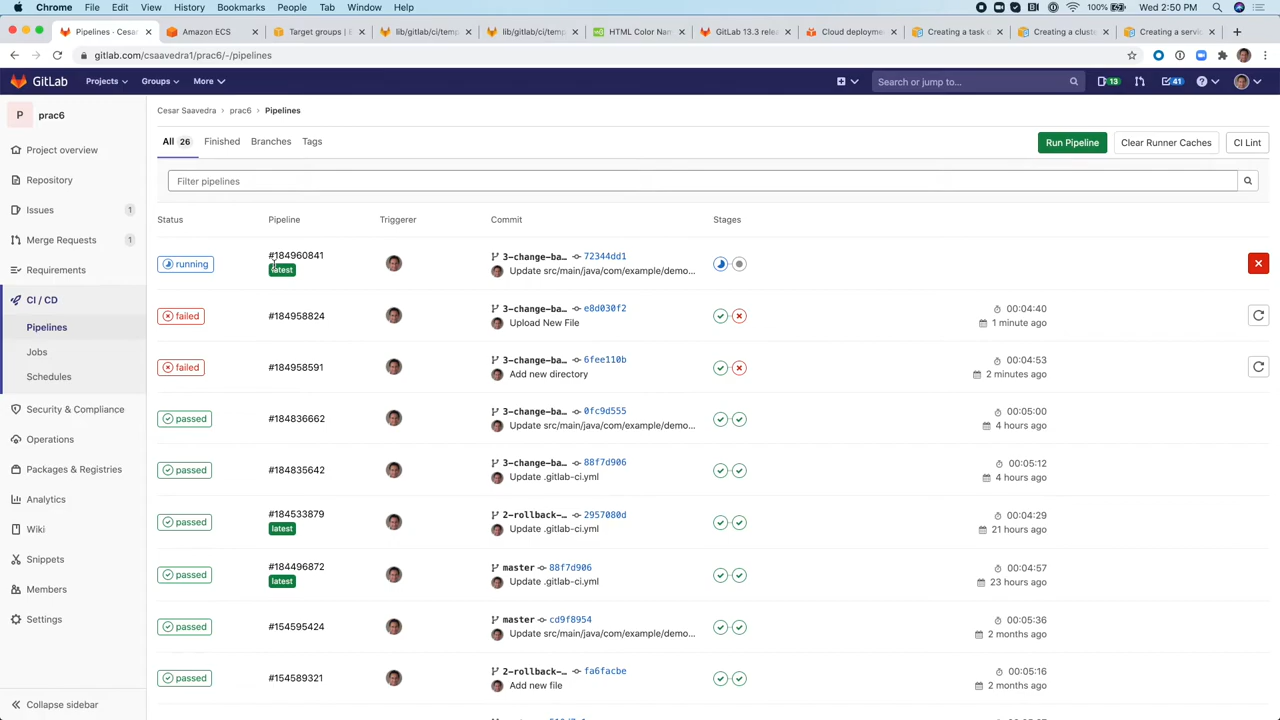 Chrome File Edit View History Bookmarks People Tab Window Help 100% Wed 2:50 PM
Pipelines · Cesar Amazon ECS Target groups | E lib/gitlab/ci/temp lib/gitlab/ci/temp HTML Color Nam GitLab 13.3 relea Cloud deploymen Creating a task d Creating a cluste Creating a servic
gitlab.com/csaavedra1/prac6/-/pipelines
GitLab Projects Groups More Search or jump to... 13 41
P prac6
Project overview
Repository
Issues 1
Merge Requests 1
Requirements
CI / CD
Pipelines
Jobs
Schedules
Security & Compliance
Operations
Packages & Registries
Analytics
Wiki
Snippets
Members
Settings
Collapse sidebar
Cesar Saavedra › prac6 › Pipelines
All 26 Finished Branches Tags Run Pipeline Clear Runner Caches CI Lint
Filter pipelines
Status Pipeline Triggerer Commit Stages
running #184960841 latest 3-change-ba... 72344dd1
Update src/main/java/com/example/demo...
failed #184958824 3-change-ba... e8d030f2 00:04:40
Upload New File 1 minute ago
failed #184958591 3-change-ba... 6fee110b 00:04:53
Add new directory 2 minutes ago
passed #184836662 3-change-ba... 0fc9d555 00:05:00
Update src/main/java/com/example/demo... 4 hours ago
passed #184835642 3-change-ba... 88f7d906 00:05:12
Update .gitlab-ci.yml 4 hours ago
passed #184533879 latest 2-rollback-... 2957080d 00:04:29
Update .gitlab-ci.yml 21 hours ago
passed #184496872 latest master 88f7d906 00:04:57
Update .gitlab-ci.yml 23 hours ago
passed #154595424 master cd9f8954 00:05:36
Update src/main/java/com/example/demo... 2 months ago
passed #154589321 2-rollback-... fa6facbe 00:05:16
Add new file 2 months ago